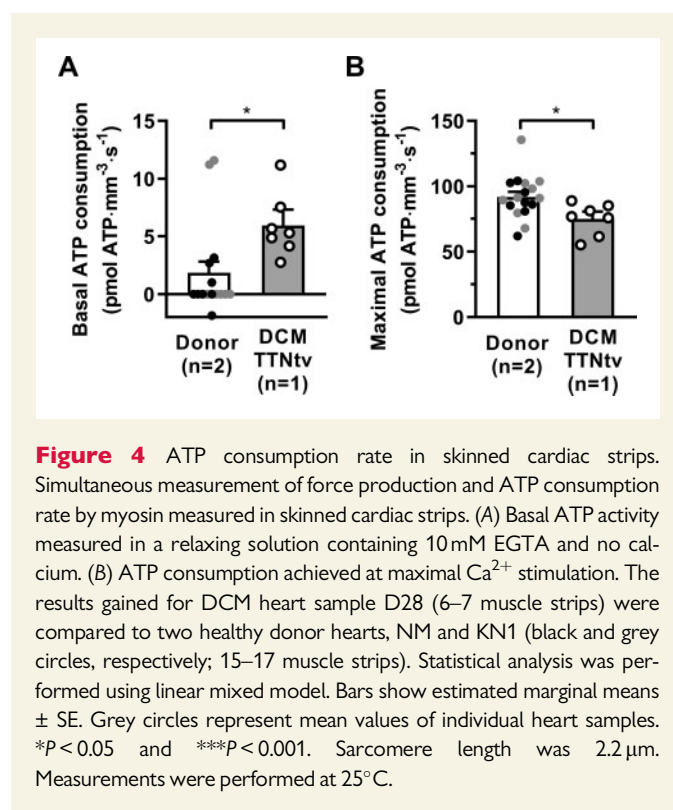 A
B
Basal ATP consumption
(pmol ATP·mm⁻³·s⁻¹)
15
10
5
0
*
Donor
(n=2)
DCM
TTNtv
(n=1)
Maximal ATP consumption
(pmol ATP·mm⁻³·s⁻¹)
150
100
50
0
*
Donor
(n=2)
DCM
TTNtv
(n=1)
Figure 4 ATP consumption rate in skinned cardiac strips.
Simultaneous measurement of force production and ATP consumption
rate by myosin measured in skinned cardiac strips. (A) Basal ATP activity
measured in a relaxing solution containing 10 mM EGTA and no cal-
cium. (B) ATP consumption achieved at maximal Ca²⁺ stimulation. The
results gained for DCM heart sample D28 (6–7 muscle strips) were
compared to two healthy donor hearts, NM and KN1 (black and grey
circles, respectively; 15–17 muscle strips). Statistical analysis was per-
formed using linear mixed model. Bars show estimated marginal means
± SE. Grey circles represent mean values of individual heart samples.
*P < 0.05 and ***P < 0.001. Sarcomere length was 2.2 μm.
Measurements were performed at 25°C.